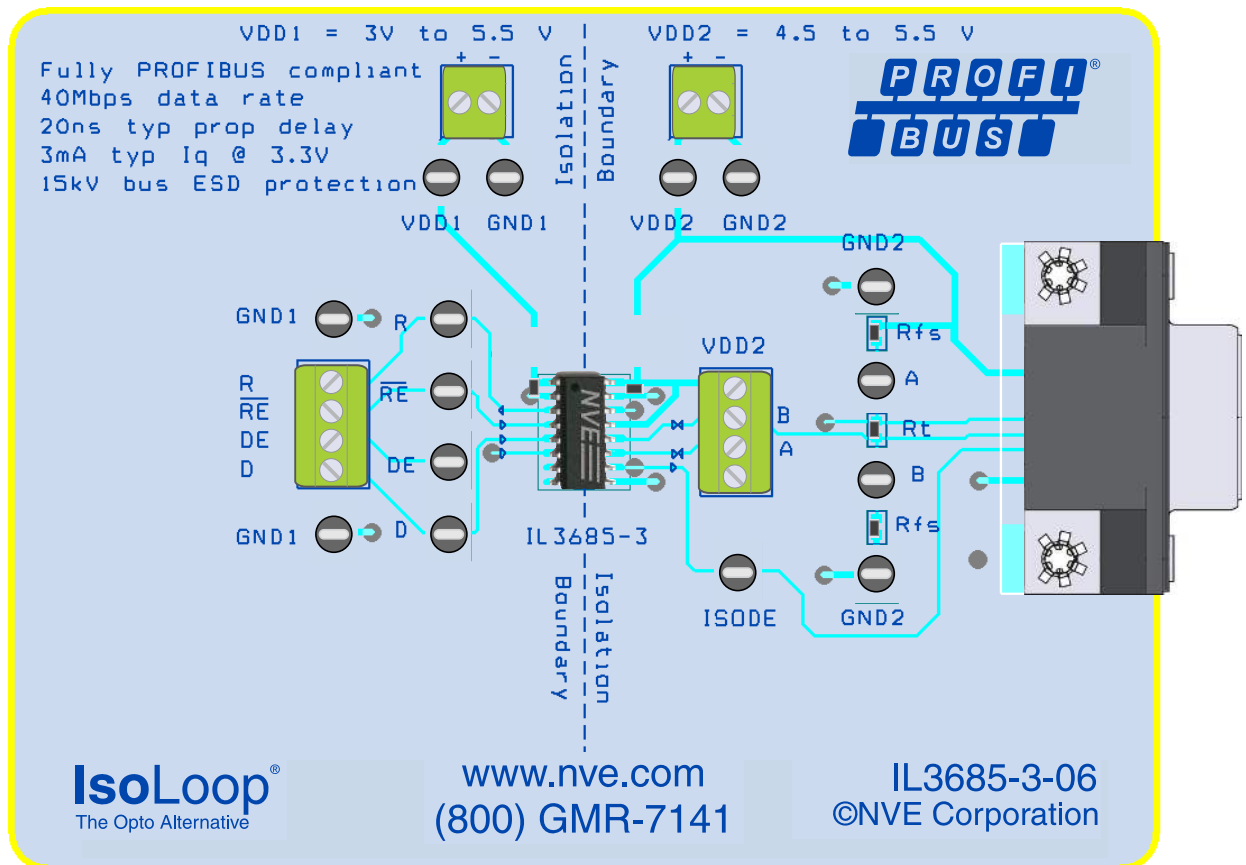 VDD1 = 3V to 5.5 V
VDD2 = 4.5 to 5.5 V
Fully PROFIBUS compliant
40Mbps data rate
20ns typ prop delay
3mA typ Iq @ 3.3V
15kV bus ESD protection
+ -
+ -
Isolation
Boundary
PROFI®
BUS
VDD1
GND1
VDD2
GND2
GND2
GND1
R
Rfs
VDD2
A
R
RE
RE
DE
D
DE
NVE
B
A
Rt
B
GND1
D
IL3685-3
Rfs
Isolation
Boundary
ISODE
GND2
IsoLoop®
The Opto Alternative
www.nve.com
(800) GMR-7141
IL3685-3-06
©NVE Corporation